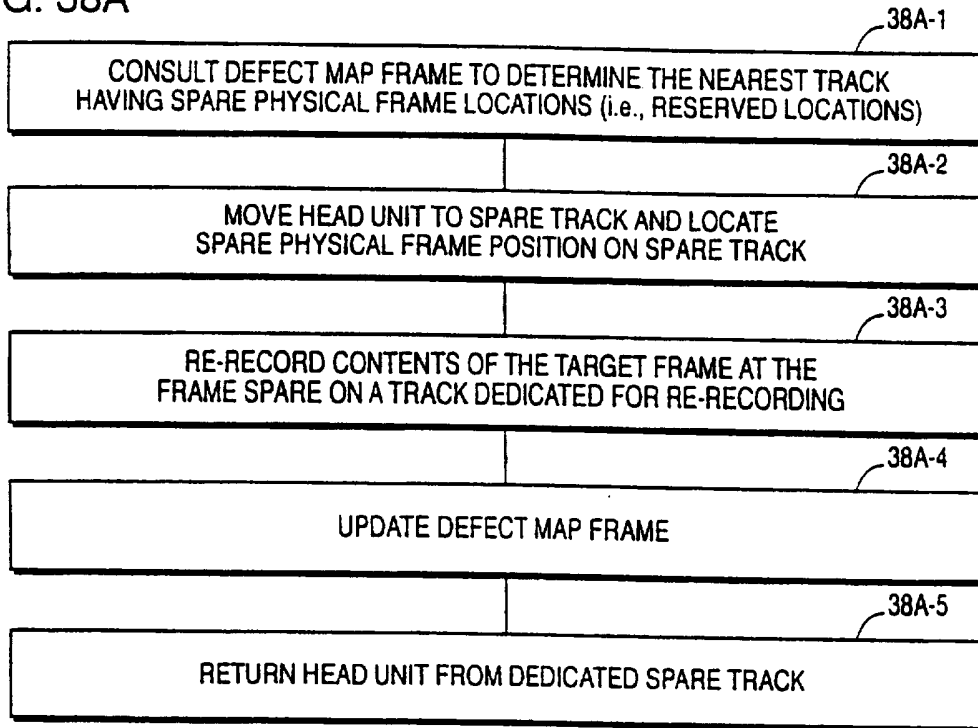 G. 38A
38A-1
CONSULT DEFECT MAP FRAME TO DETERMINE THE NEAREST TRACK
HAVING SPARE PHYSICAL FRAME LOCATIONS (i.e., RESERVED LOCATIONS)
38A-2
MOVE HEAD UNIT TO SPARE TRACK AND LOCATE
SPARE PHYSICAL FRAME POSITION ON SPARE TRACK
38A-3
RE-RECORD CONTENTS OF THE TARGET FRAME AT THE
FRAME SPARE ON A TRACK DEDICATED FOR RE-RECORDING
38A-4
UPDATE DEFECT MAP FRAME
38A-5
RETURN HEAD UNIT FROM DEDICATED SPARE TRACK